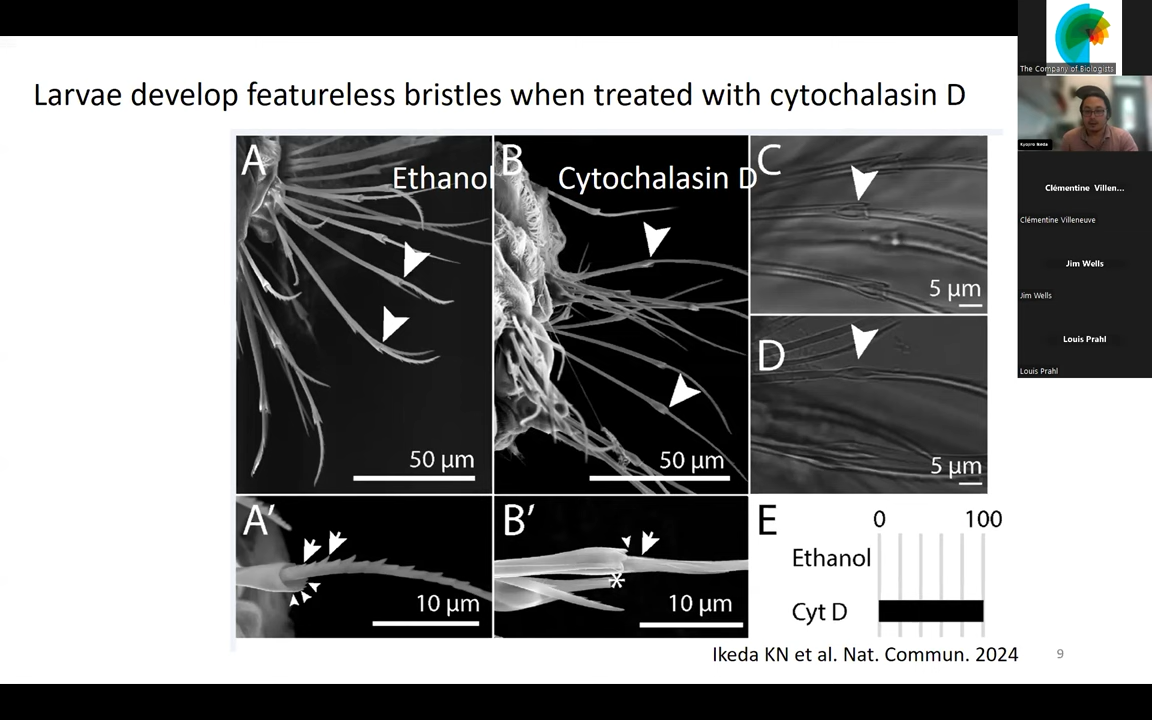 Larvae develop featureless bristles when treated with cytochalasin D
A
Ethanol
50 µm
B
Cytochalasin D
50 µm
C
5 µm
D
5 µm
A′
10 µm
B′
*
10 µm
E
0 100
Ethanol
Cyt D
Ikeda KN et al. Nat. Commun. 2024
9
The Company of Biologists
Clémentine Villen...
Clémentine Villeneuve
Jim Wells
Jim Wells
Louis Prahl
Louis Prahl